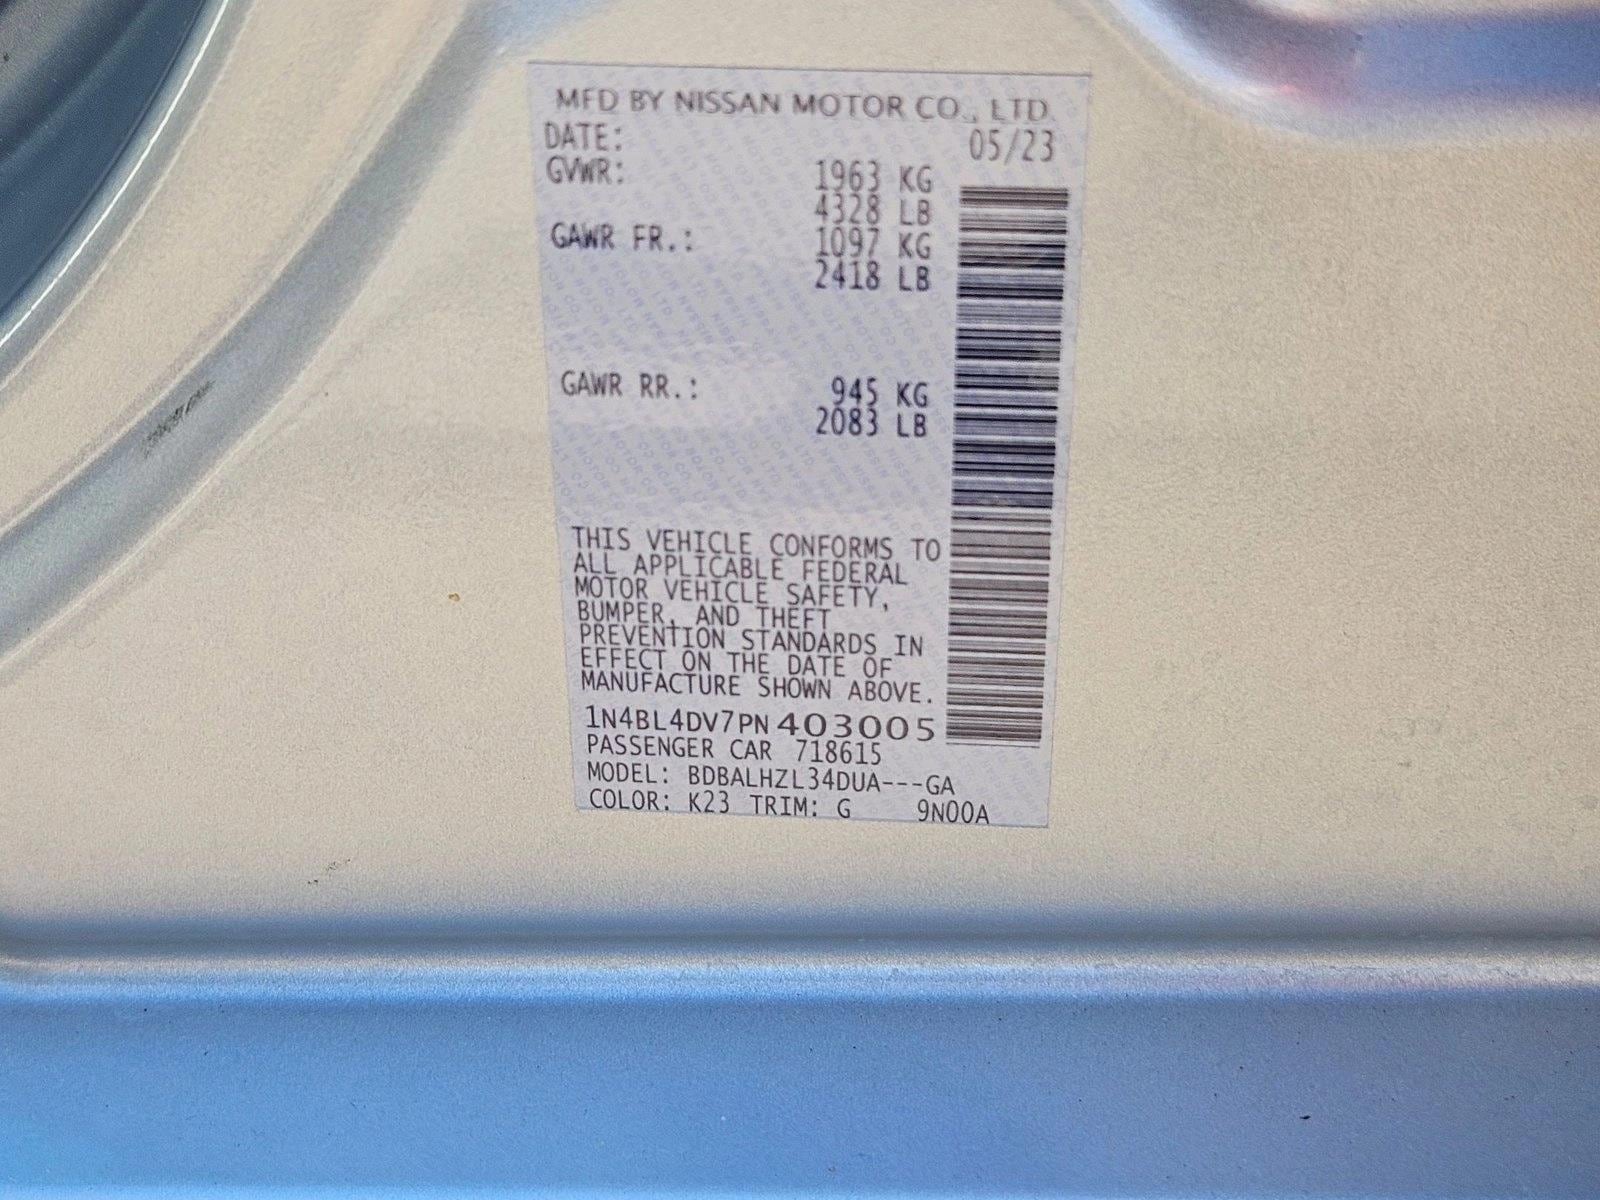 MFD BY NISSAN MOTOR CO., LTD.
DATE: 05/23
GVWR: 1963 KG
4328 LB
GAWR FR.: 1097 KG
2418 LB
GAWR RR.: 945 KG
2083 LB
THIS VEHICLE CONFORMS TO
ALL APPLICABLE FEDERAL
MOTOR VEHICLE SAFETY,
BUMPER, AND THEFT
PREVENTION STANDARDS IN
EFFECT ON THE DATE OF
MANUFACTURE SHOWN ABOVE.
1N4BL4DV7PN403005
PASSENGER CAR 718615
MODEL: BDBALHZL34DUA---GA
COLOR: K23 TRIM: G 9N00A